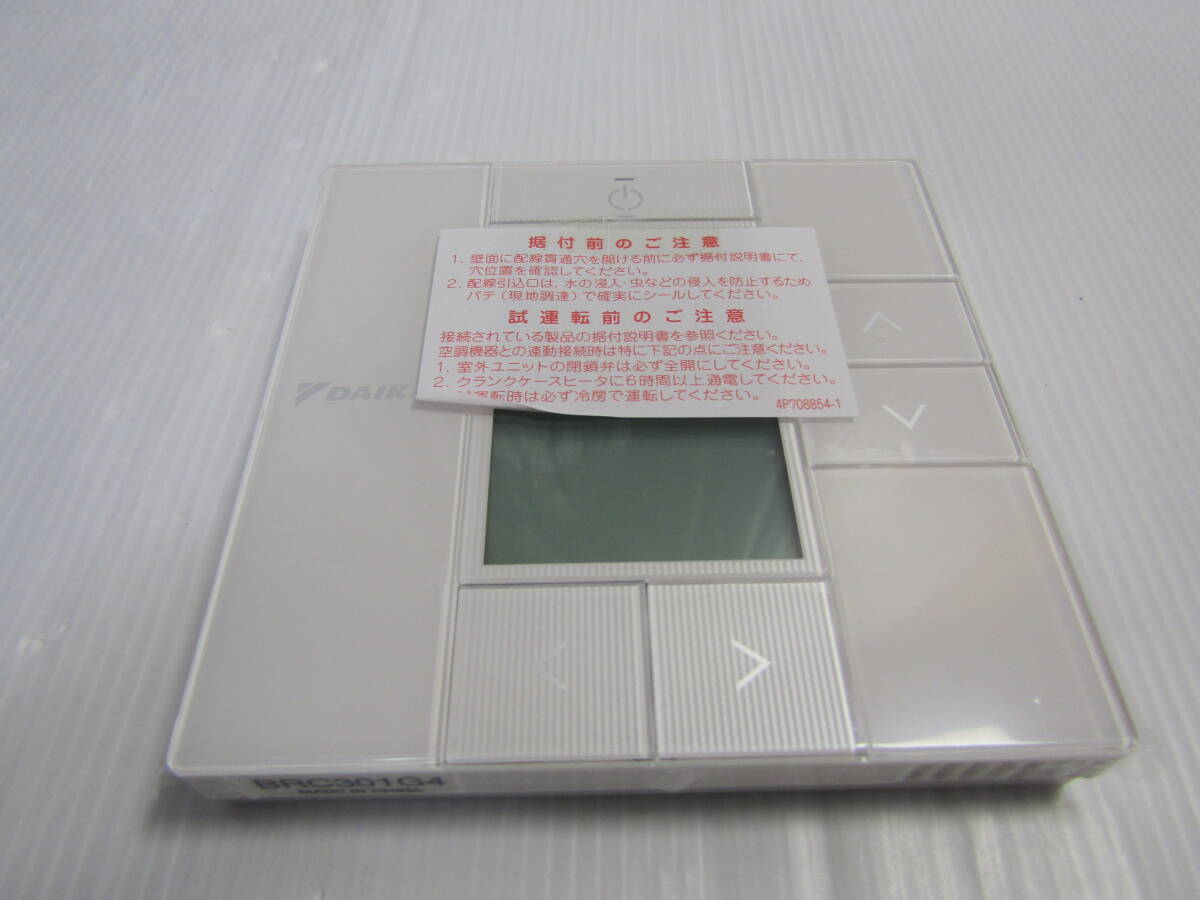 据付前のご注意
1. 壁面に配線貫通穴を開ける前に必ず据付説明書にて、
穴位置を確認してください。
2. 配線引込口は、水の浸入・虫などの侵入を防止するため
パテ（現地調達）で確実にシールしてください。
試運転前のご注意
接続されている製品の据付説明書を参照ください。
空調機器との連動接続時は特に下記の点にご注意ください。
1. 室外ユニットの閉鎖弁は必ず全開にしてください。
2. クランクケースヒータに6時間以上通電してください。
運転時は必ず冷房で運転してください。
4P708854-1
DAIK
BRC301G4
MADE IN CHINA